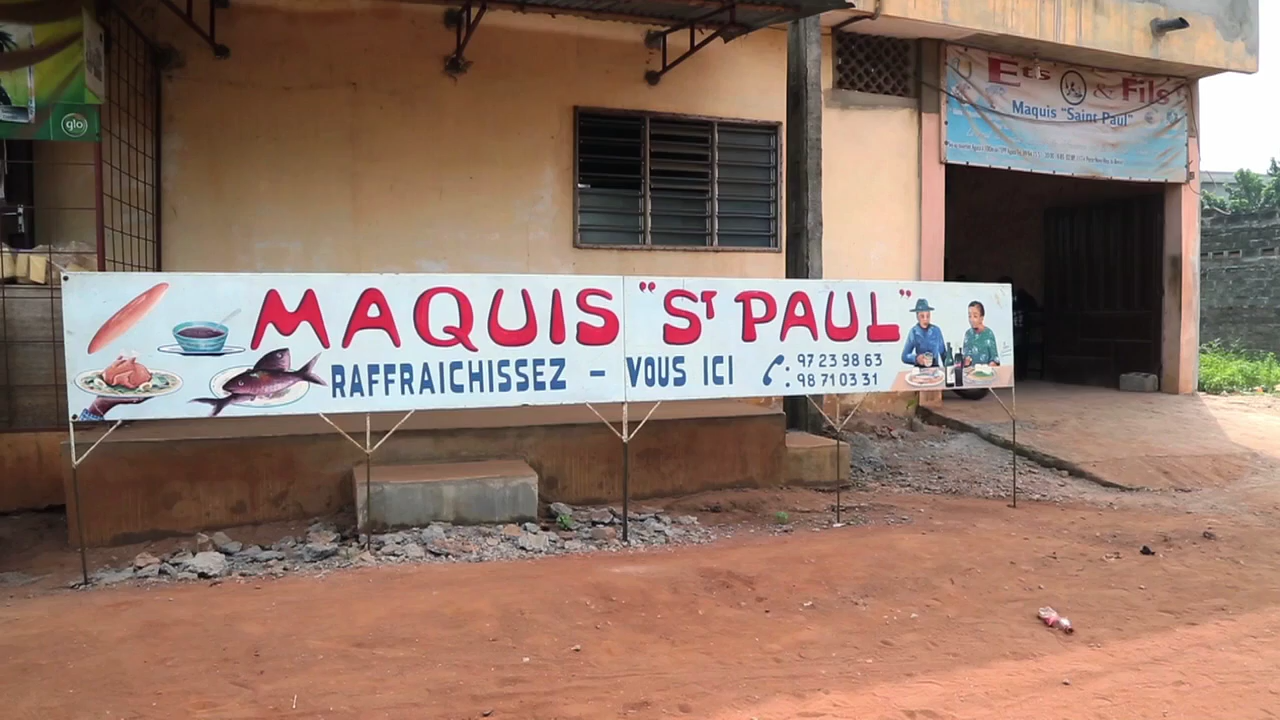 glo
Ets & Fils
Maquis "Saint Paul"
MAQUIS "ST PAUL"
RAFFRAICHISSEZ - VOUS ICI
97 23 98 63
98 71 03 31